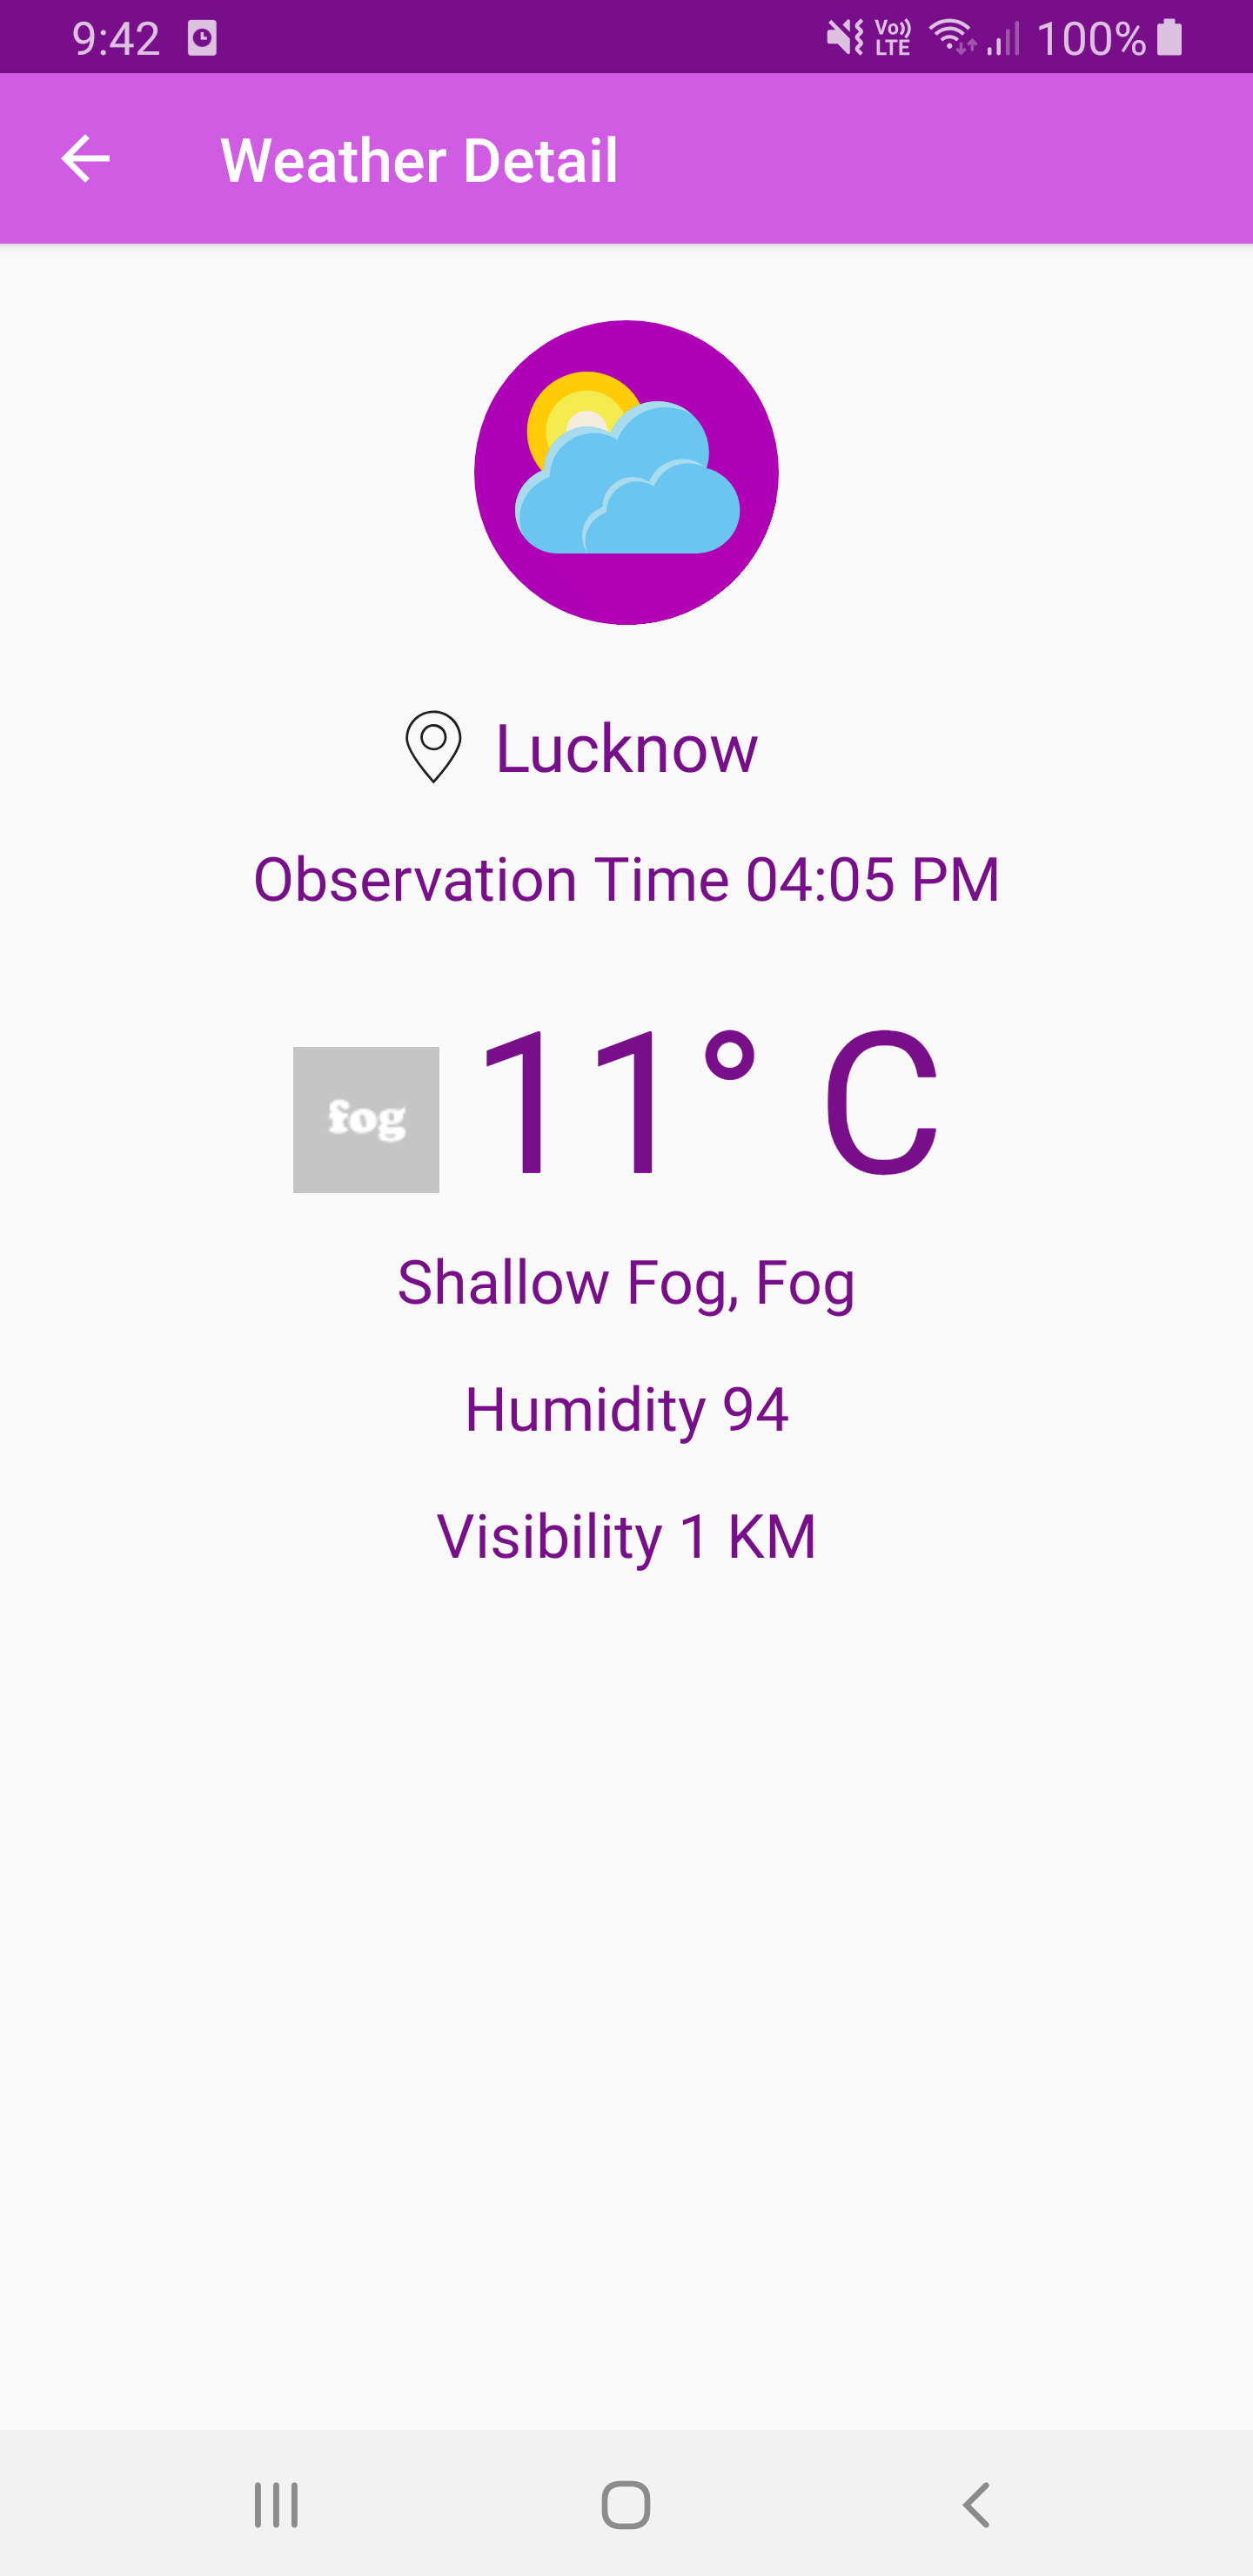 9:42 Vo)) LTE 100%
Weather Detail
Lucknow
Observation Time 04:05 PM
fog 11° C
Shallow Fog, Fog
Humidity 94
Visibility 1 KM